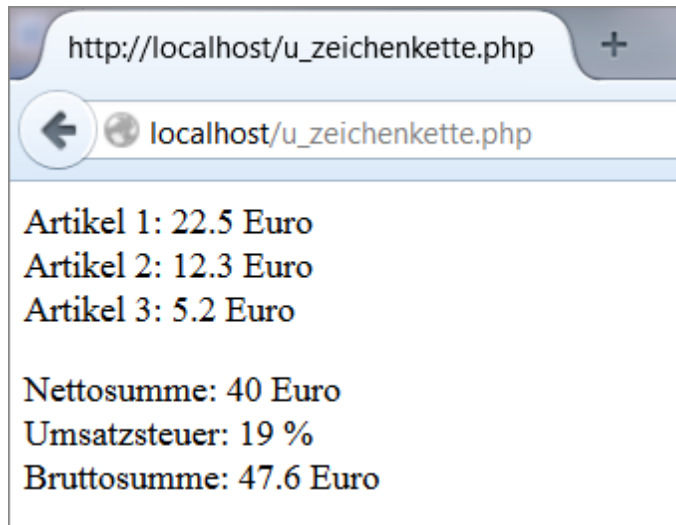 http://localhost/u_zeichenkette.php
localhost/u_zeichenkette.php
Artikel 1: 22.5 Euro
Artikel 2: 12.3 Euro
Artikel 3: 5.2 Euro
Nettosumme: 40 Euro
Umsatzsteuer: 19 %
Bruttosumme: 47.6 Euro